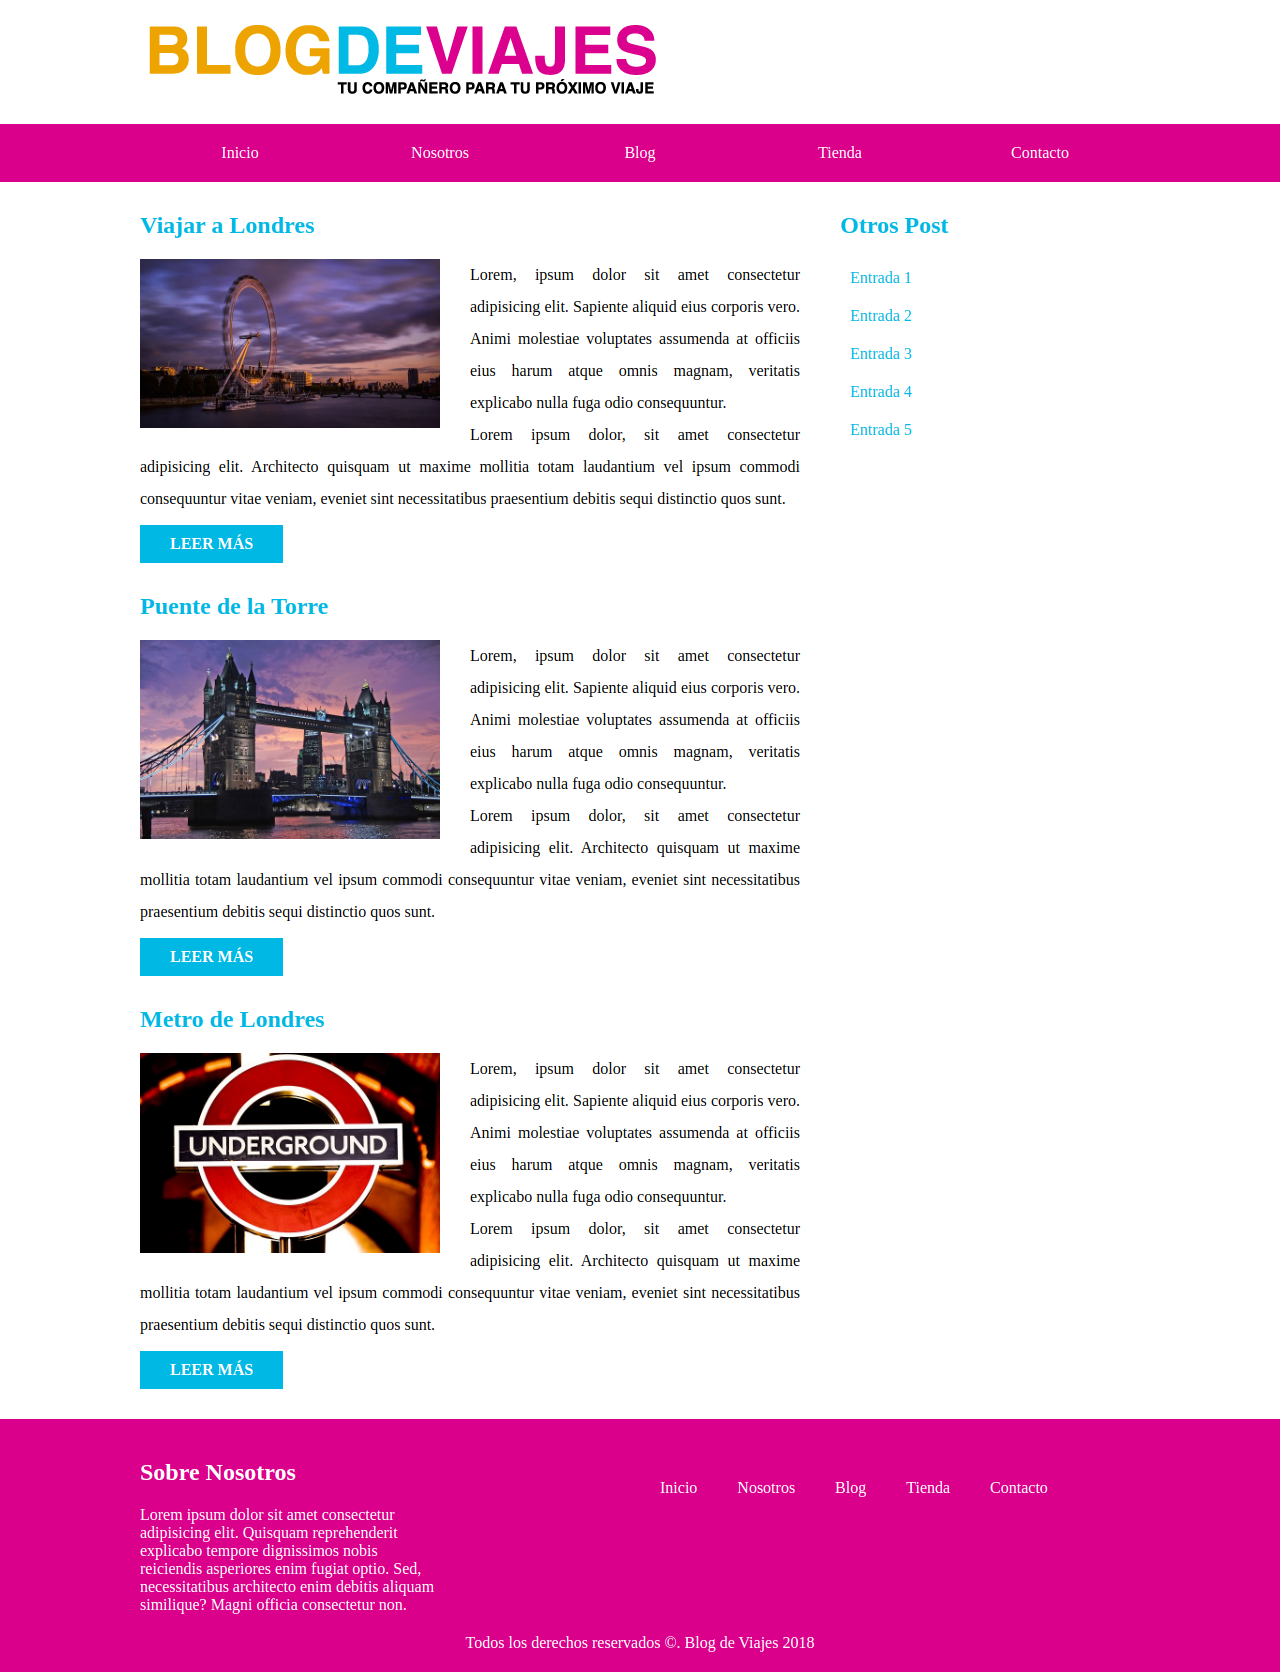 BLOGDEVIAJES
TU COMPAÑERO PARA TU PRÓXIMO VIAJE
Inicio Nosotros Blog Tienda Contacto
Viajar a Londres
Lorem, ipsum dolor sit amet consectetur
adipisicing elit. Sapiente aliquid eius corporis vero.
Animi molestiae voluptates assumenda at officiis
eius harum atque omnis magnam, veritatis
explicabo nulla fuga odio consequuntur.
Lorem ipsum dolor, sit amet consectetur
adipisicing elit. Architecto quisquam ut maxime mollitia totam laudantium vel ipsum commodi
consequuntur vitae veniam, eveniet sint necessitatibus praesentium debitis sequi distinctio quos sunt.
LEER MÁS
Puente de la Torre
Lorem, ipsum dolor sit amet consectetur
adipisicing elit. Sapiente aliquid eius corporis vero.
Animi molestiae voluptates assumenda at officiis
eius harum atque omnis magnam, veritatis
explicabo nulla fuga odio consequuntur.
Lorem ipsum dolor, sit amet consectetur
adipisicing elit. Architecto quisquam ut maxime
mollitia totam laudantium vel ipsum commodi consequuntur vitae veniam, eveniet sint necessitatibus
praesentium debitis sequi distinctio quos sunt.
LEER MÁS
Metro de Londres
UNDERGROUND
Lorem, ipsum dolor sit amet consectetur
adipisicing elit. Sapiente aliquid eius corporis vero.
Animi molestiae voluptates assumenda at officiis
eius harum atque omnis magnam, veritatis
explicabo nulla fuga odio consequuntur.
Lorem ipsum dolor, sit amet consectetur
adipisicing elit. Architecto quisquam ut maxime
mollitia totam laudantium vel ipsum commodi consequuntur vitae veniam, eveniet sint necessitatibus
praesentium debitis sequi distinctio quos sunt.
LEER MÁS
Otros Post
Entrada 1
Entrada 2
Entrada 3
Entrada 4
Entrada 5
Sobre Nosotros
Lorem ipsum dolor sit amet consectetur
adipisicing elit. Quisquam reprehenderit
explicabo tempore dignissimos nobis
reiciendis asperiores enim fugiat optio. Sed,
necessitatibus architecto enim debitis aliquam
similique? Magni officia consectetur non.
Inicio Nosotros Blog Tienda Contacto
Todos los derechos reservados ©. Blog de Viajes 2018